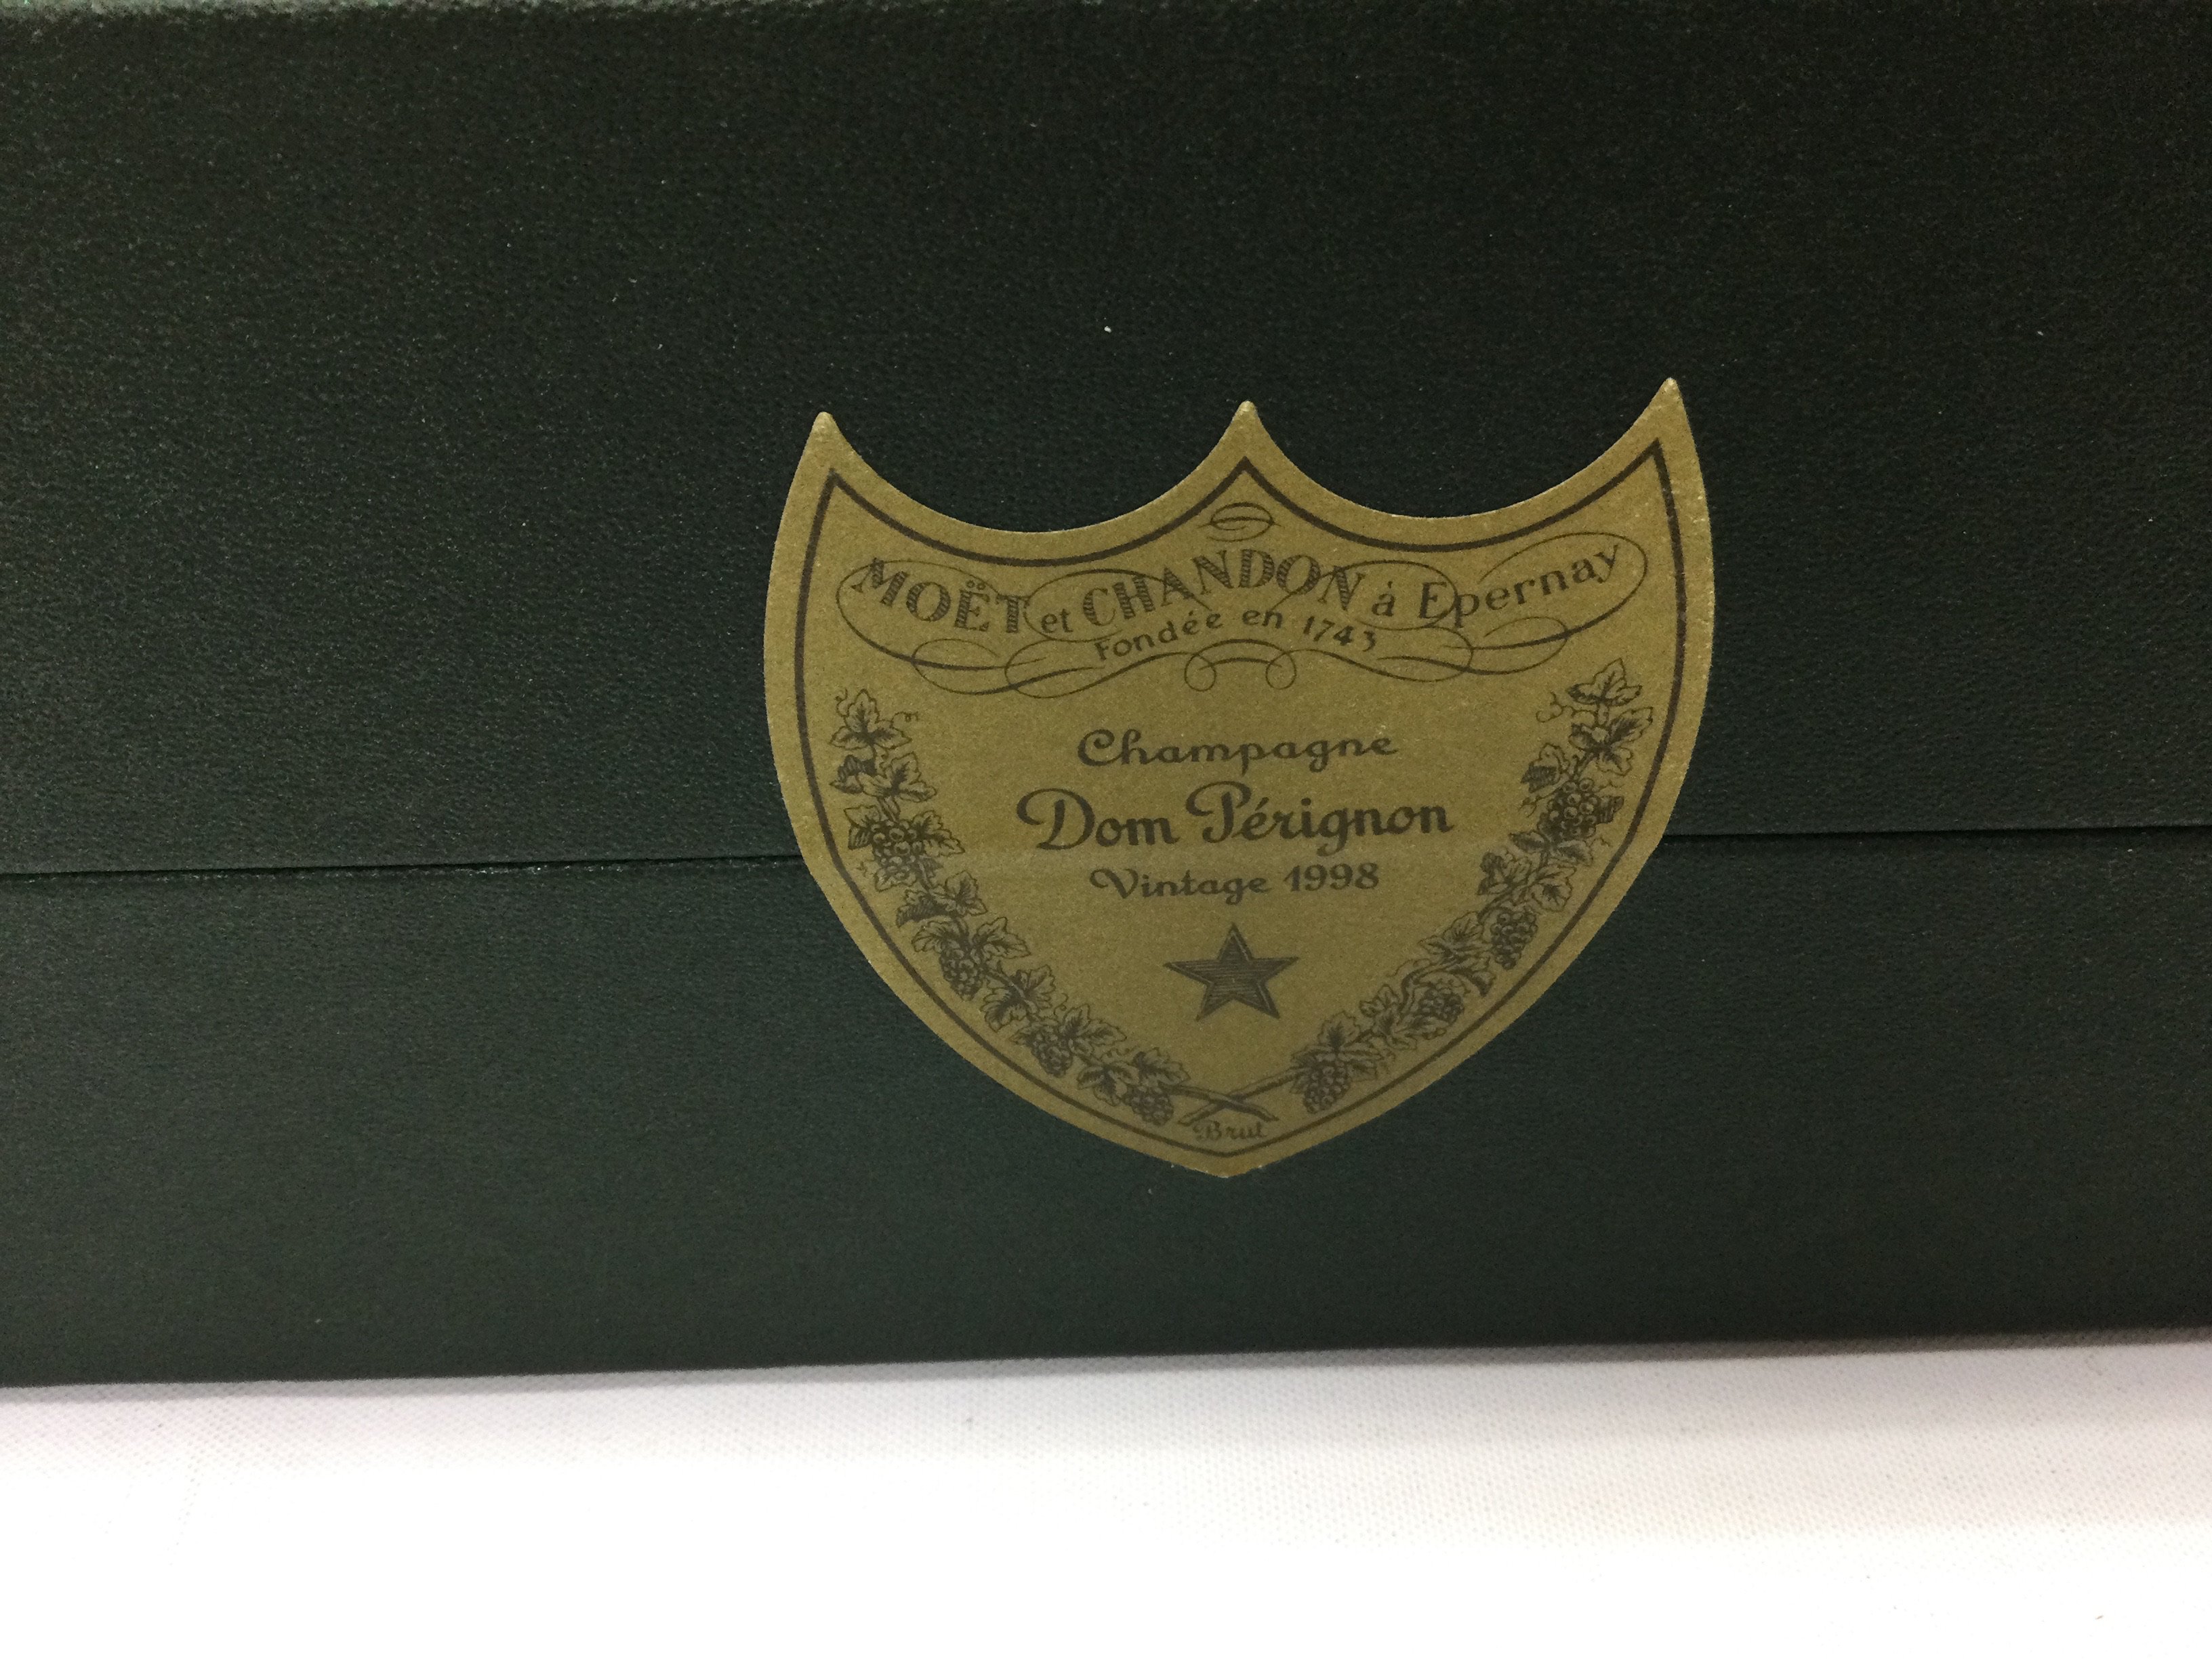 MOËT et CHANDON à Epernay
Fondée en 1743
Champagne
Dom Pérignon
Vintage 1998
Brut